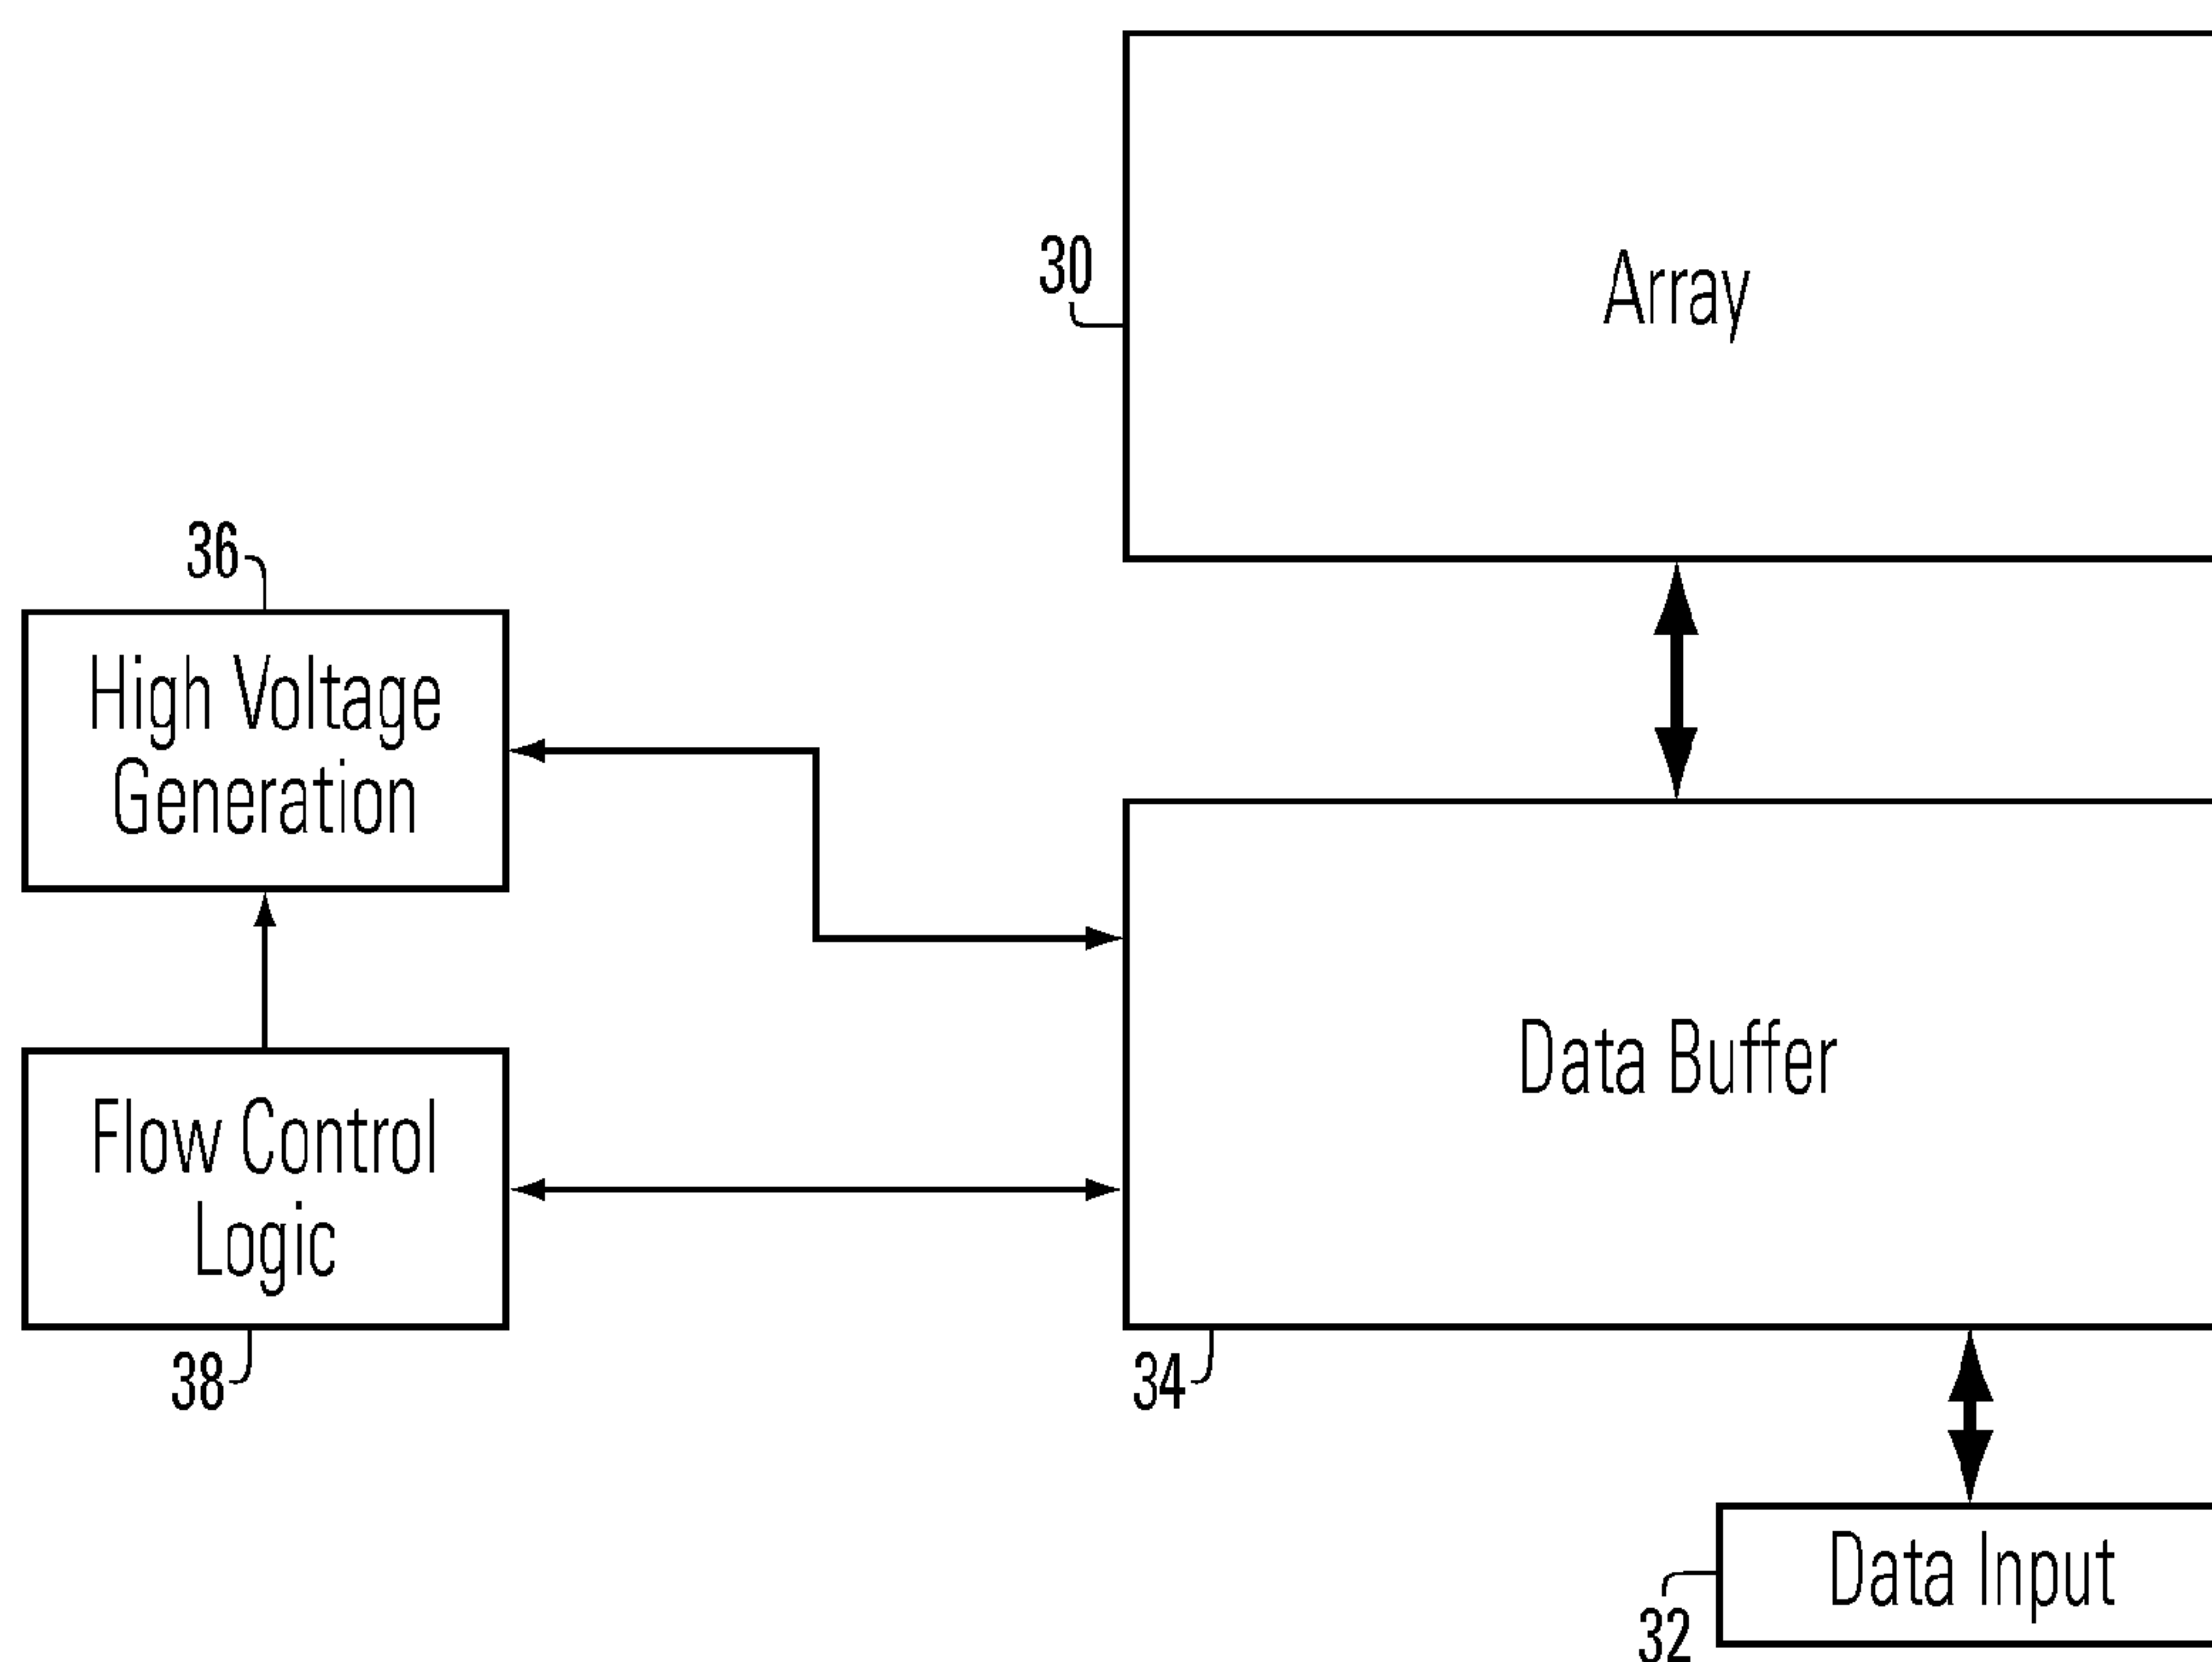 30
Array
36
High Voltage
Generation
Flow Control
Logic
38
Data Buffer
34
Data Input
32